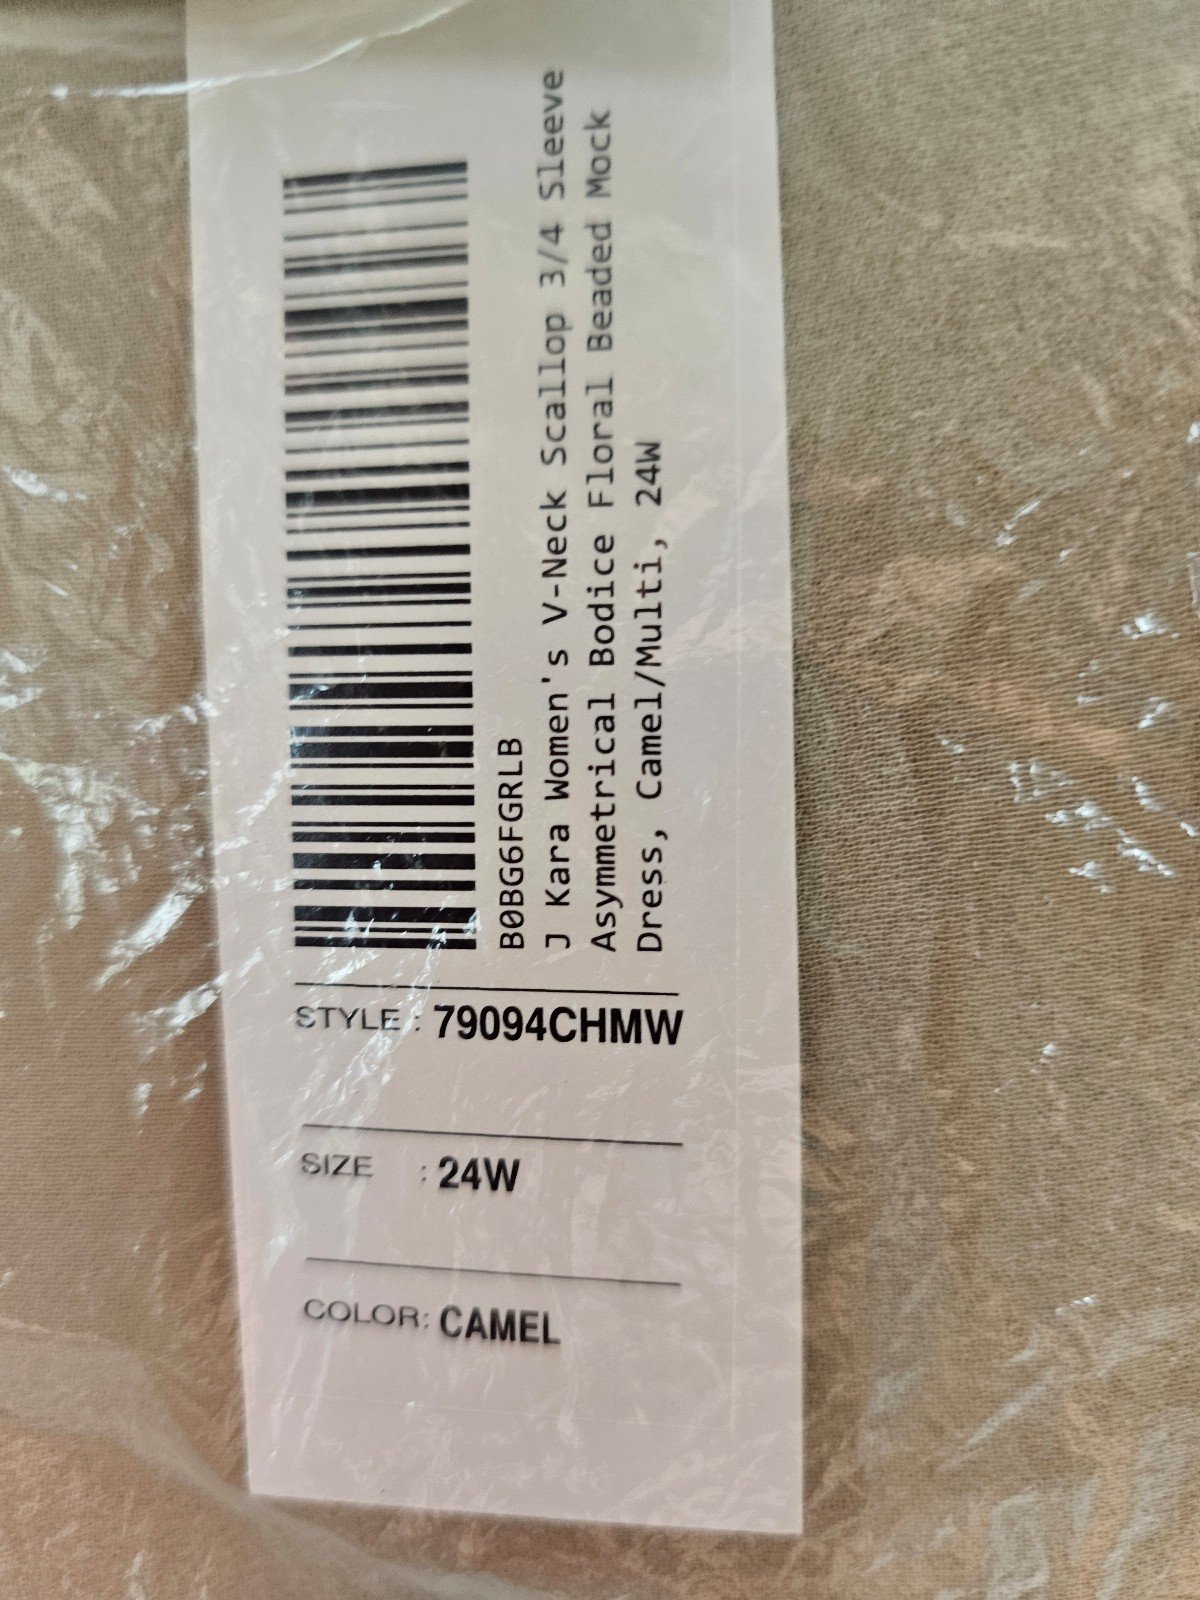 B0BG6FGRLB
J Kara Women's V-Neck Scallop 3/4 Sleeve
Asymmetrical Bodice Floral Beaded Mock
Dress, Camel/Multi, 24W
STYLE : 79094CHMW
SIZE : 24W
COLOR: CAMEL